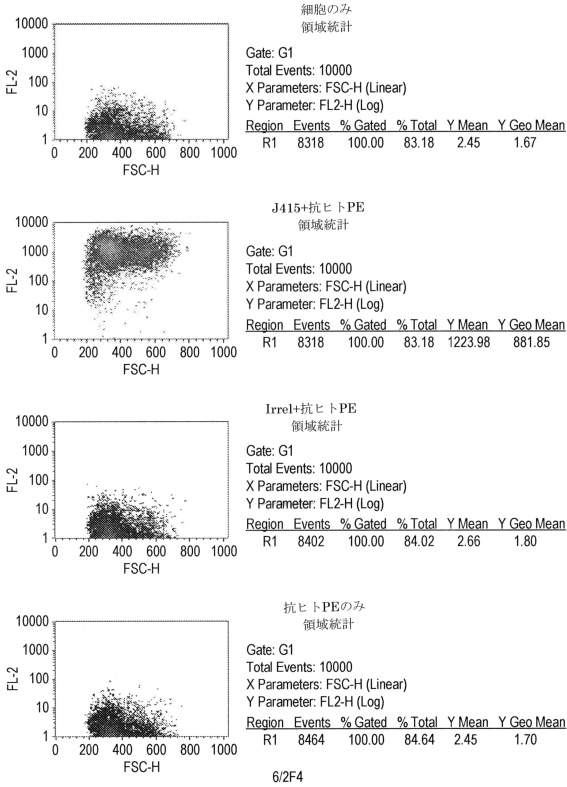 細胞のみ
領域統計
10000
1000
100
10
1
FL-2
0 200 400 600 800 1000
FSC-H
Gate: G1
Total Events: 10000
X Parameters: FSC-H (Linear)
Y Parameters: FL2-H (Log)
Region Events % Gated % Total Y Mean Y Geo Mean
R1 8318 100.00 83.18 2.45 1.67
J415+抗ヒトPE
領域統計
10000
1000
100
10
1
FL-2
0 200 400 600 800 1000
FSC-H
Gate: G1
Total Events: 10000
X Parameters: FSC-H (Linear)
Y Parameter: FL2-H (Log)
Region Events % Gated % Total Y Mean Y Geo Mean
R1 8318 100.00 83.18 1223.98 881.85
Irrel+抗ヒトPE
領域統計
10000
1000
100
10
1
FL-2
0 200 400 600 800 1000
FSC-H
Gate: G1
Total Events: 10000
X Parameters: FSC-H (Linear)
Y Parameter: FL2-H (Log)
Region Events % Gated % Total Y Mean Y Geo Mean
R1 8402 100.00 84.02 2.66 1.80
抗ヒトPEのみ
領域統計
10000
1000
100
10
1
FL-2
0 200 400 600 800 1000
FSC-H
Gate: G1
Total Events: 10000
X Parameters: FSC-H (Linear)
Y Parameter: FL2-H (Log)
Region Events % Gated % Total Y Mean Y Geo Mean
R1 8464 100.00 84.64 2.45 1.70
6/2F4